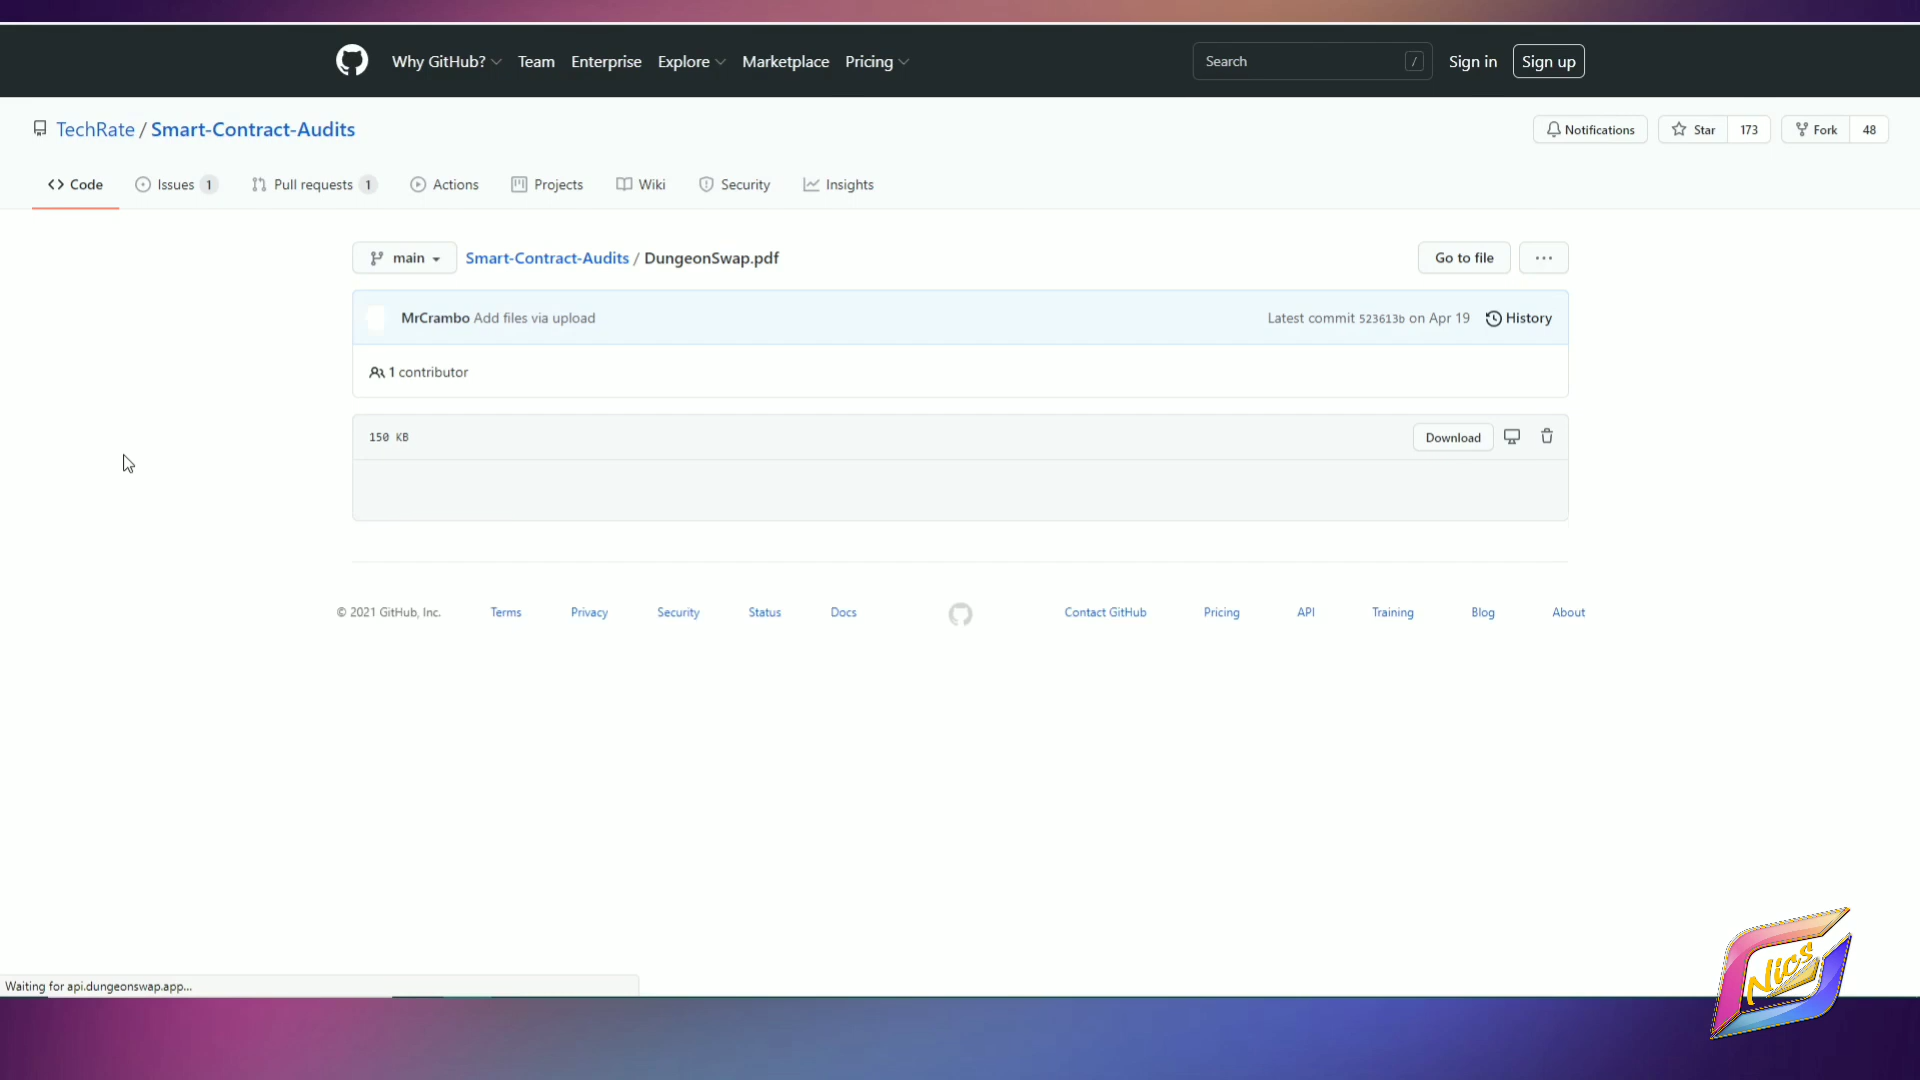 Why GitHub? Team Enterprise Explore Marketplace Pricing Search / Sign in Sign up
TechRate / Smart-Contract-Audits Notifications Star 173 Fork 48
Code Issues 1 Pull requests 1 Actions Projects Wiki Security Insights
main Smart-Contract-Audits / DungeonSwap.pdf Go to file ...
MrCrambo Add files via upload Latest commit 523613b on Apr 19 History
1 contributor
150 KB Download
© 2021 GitHub, Inc. Terms Privacy Security Status Docs Contact GitHub Pricing API Training Blog About
Nics
Waiting for api.dungeonswap.app...